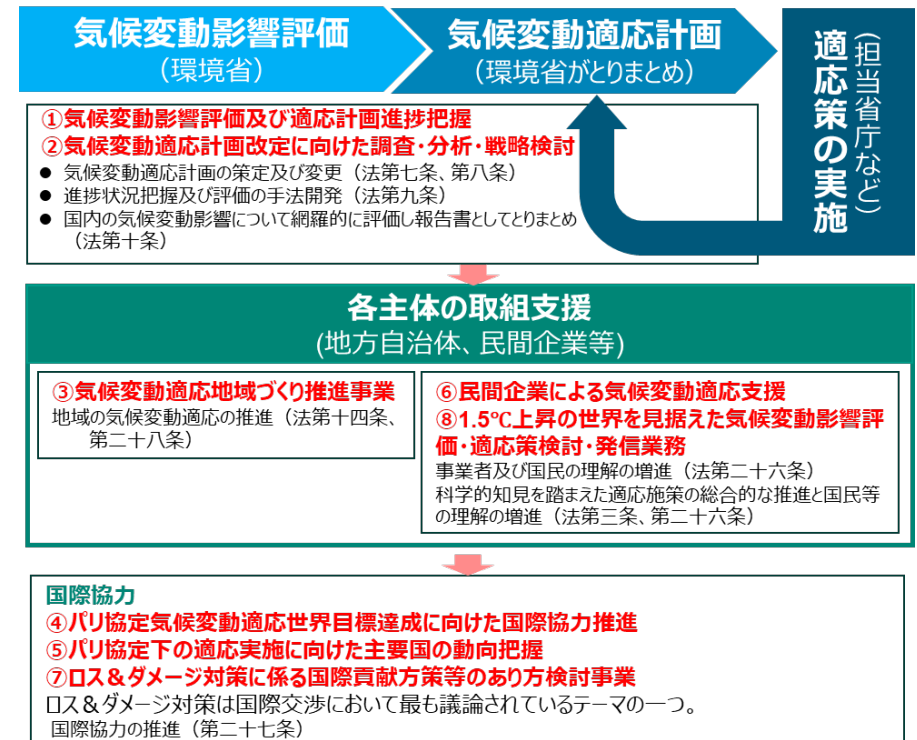 気候変動影響評価
（環境省）
気候変動適応計画
（環境省がとりまとめ）
適応策の実施
（担当省庁など）
①気候変動影響評価及び適応計画進捗把握
②気候変動適応計画改定に向けた調査・分析・戦略検討
● 気候変動適応計画の策定及び変更（法第七条、第八条）
● 進捗状況把握及び評価の手法開発（法第九条）
● 国内の気候変動影響について網羅的に評価し報告書としてとりまとめ
（法第十条）
各主体の取組支援
(地方自治体、民間企業等)
③気候変動適応地域づくり推進事業
地域の気候変動適応の推進（法第十四条、
第二十八条）
⑥民間企業による気候変動適応支援
⑧1.5℃上昇の世界を見据えた気候変動影響評
価・適応策検討・発信業務
事業者及び国民の理解の増進（法第二十六条）
科学的知見を踏まえた適応施策の総合的な推進と国民等
の理解の増進（法第三条、第二十六条）
国際協力
④パリ協定気候変動適応世界目標達成に向けた国際協力推進
⑤パリ協定下の適応実施に向けた主要国の動向把握
⑦ロス＆ダメージ対策に係る国際貢献方策等のあり方検討事業
ロス＆ダメージ対策は国際交渉において最も議論されているテーマの一つ。
国際協力の推進（第二十七条）